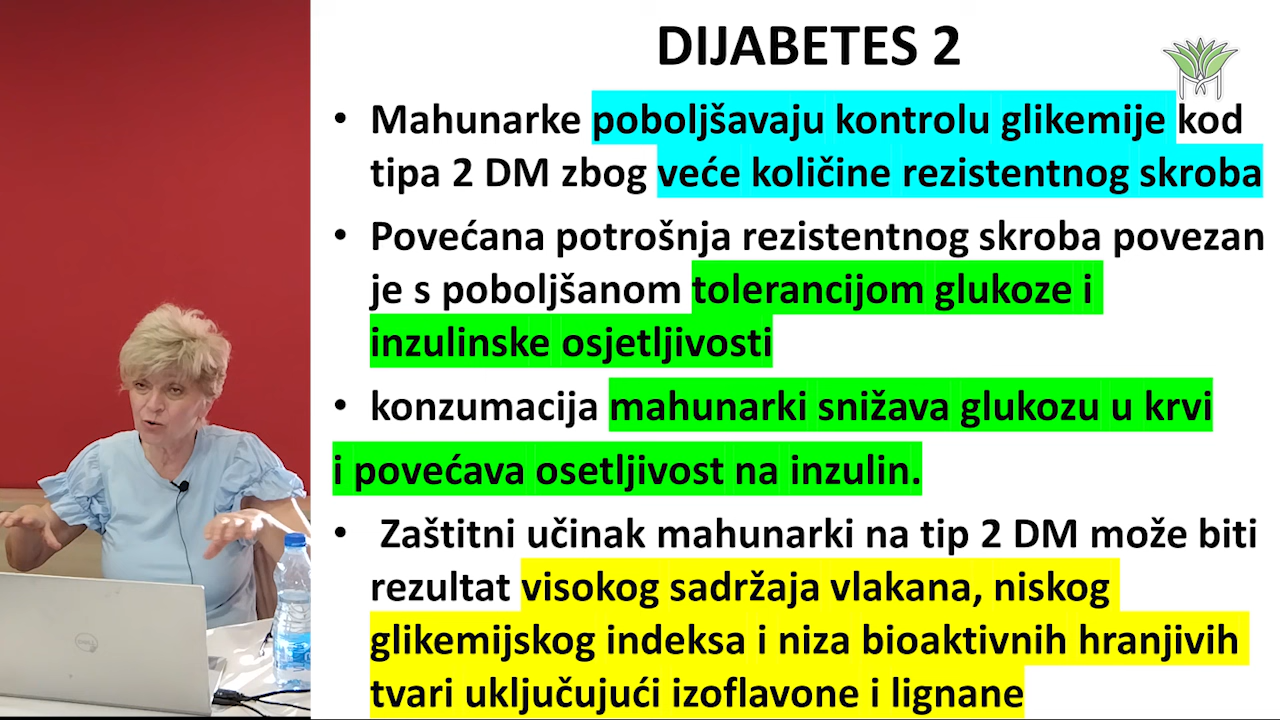 DIJABETES 2
• Mahunarke poboljšavaju kontrolu glikemije kod
tipa 2 DM zbog veće količine rezistentnog skroba
• Povećana potrošnja rezistentnog skroba povezan
je s poboljšanom tolerancijom glukoze i
inzulinske osjetljivosti
• konzumacija mahunarki snižava glukozu u krvi
i povećava osetljivost na inzulin.
• Zaštitni učinak mahunarki na tip 2 DM može biti
rezultat visokog sadržaja vlakana, niskog
glikemijskog indeksa i niza bioaktivnih hranjivih
tvari uključujući izoflavone i lignane
DELL